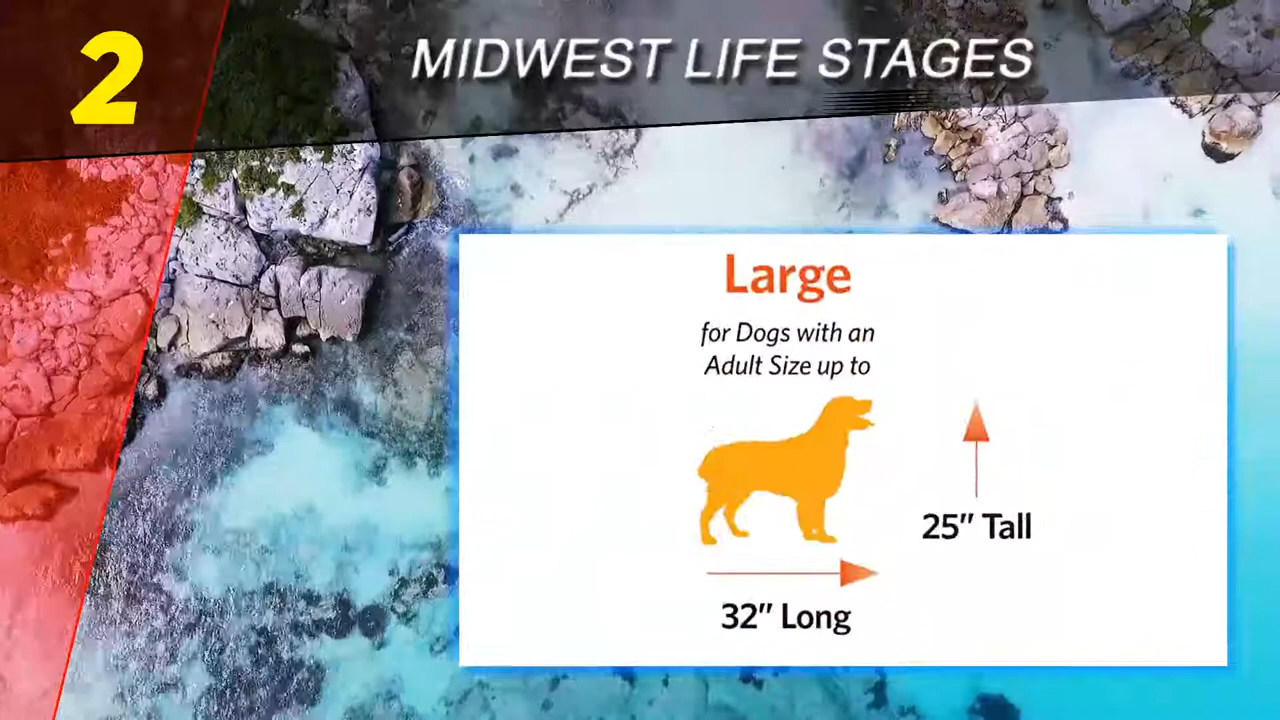 2
MIDWEST LIFE STAGES
Large
for Dogs with an
Adult Size up to
25" Tall
32" Long